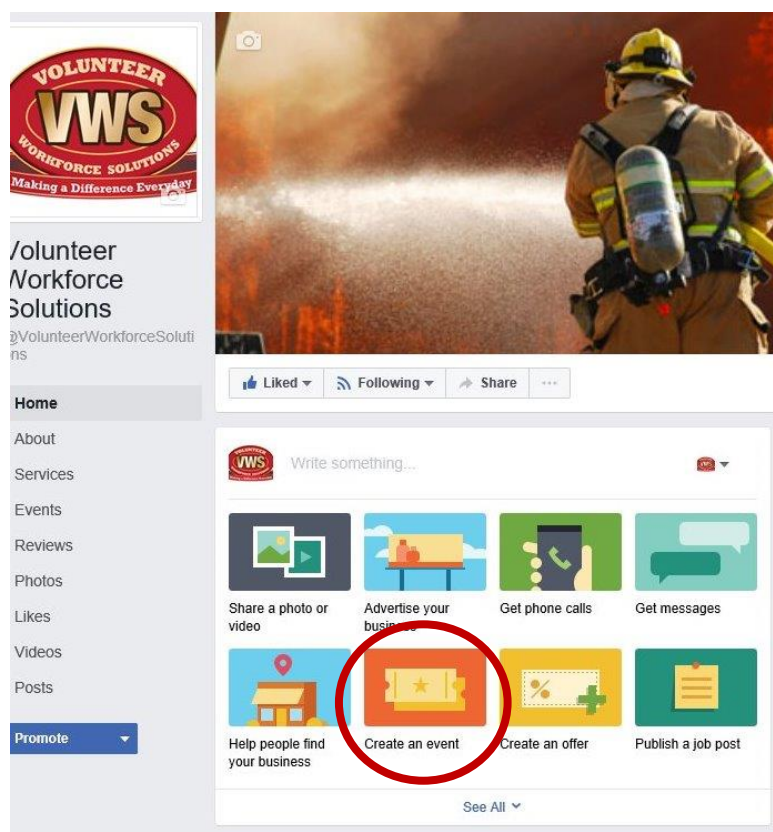 VOLUNTEER
VWS
WORKFORCE SOLUTIONS
Making a Difference Everyday
Volunteer
Workforce
Solutions
@VolunteerWorkforceSoluti
ons
Home
About
Services
Events
Reviews
Photos
Likes
Videos
Posts
Promote
Liked
Following
Share
VWS
Write something...
Share a photo or
video
Advertise your
business
Get phone calls
Get messages
Help people find
your business
Create an event
Create an offer
Publish a job post
See All